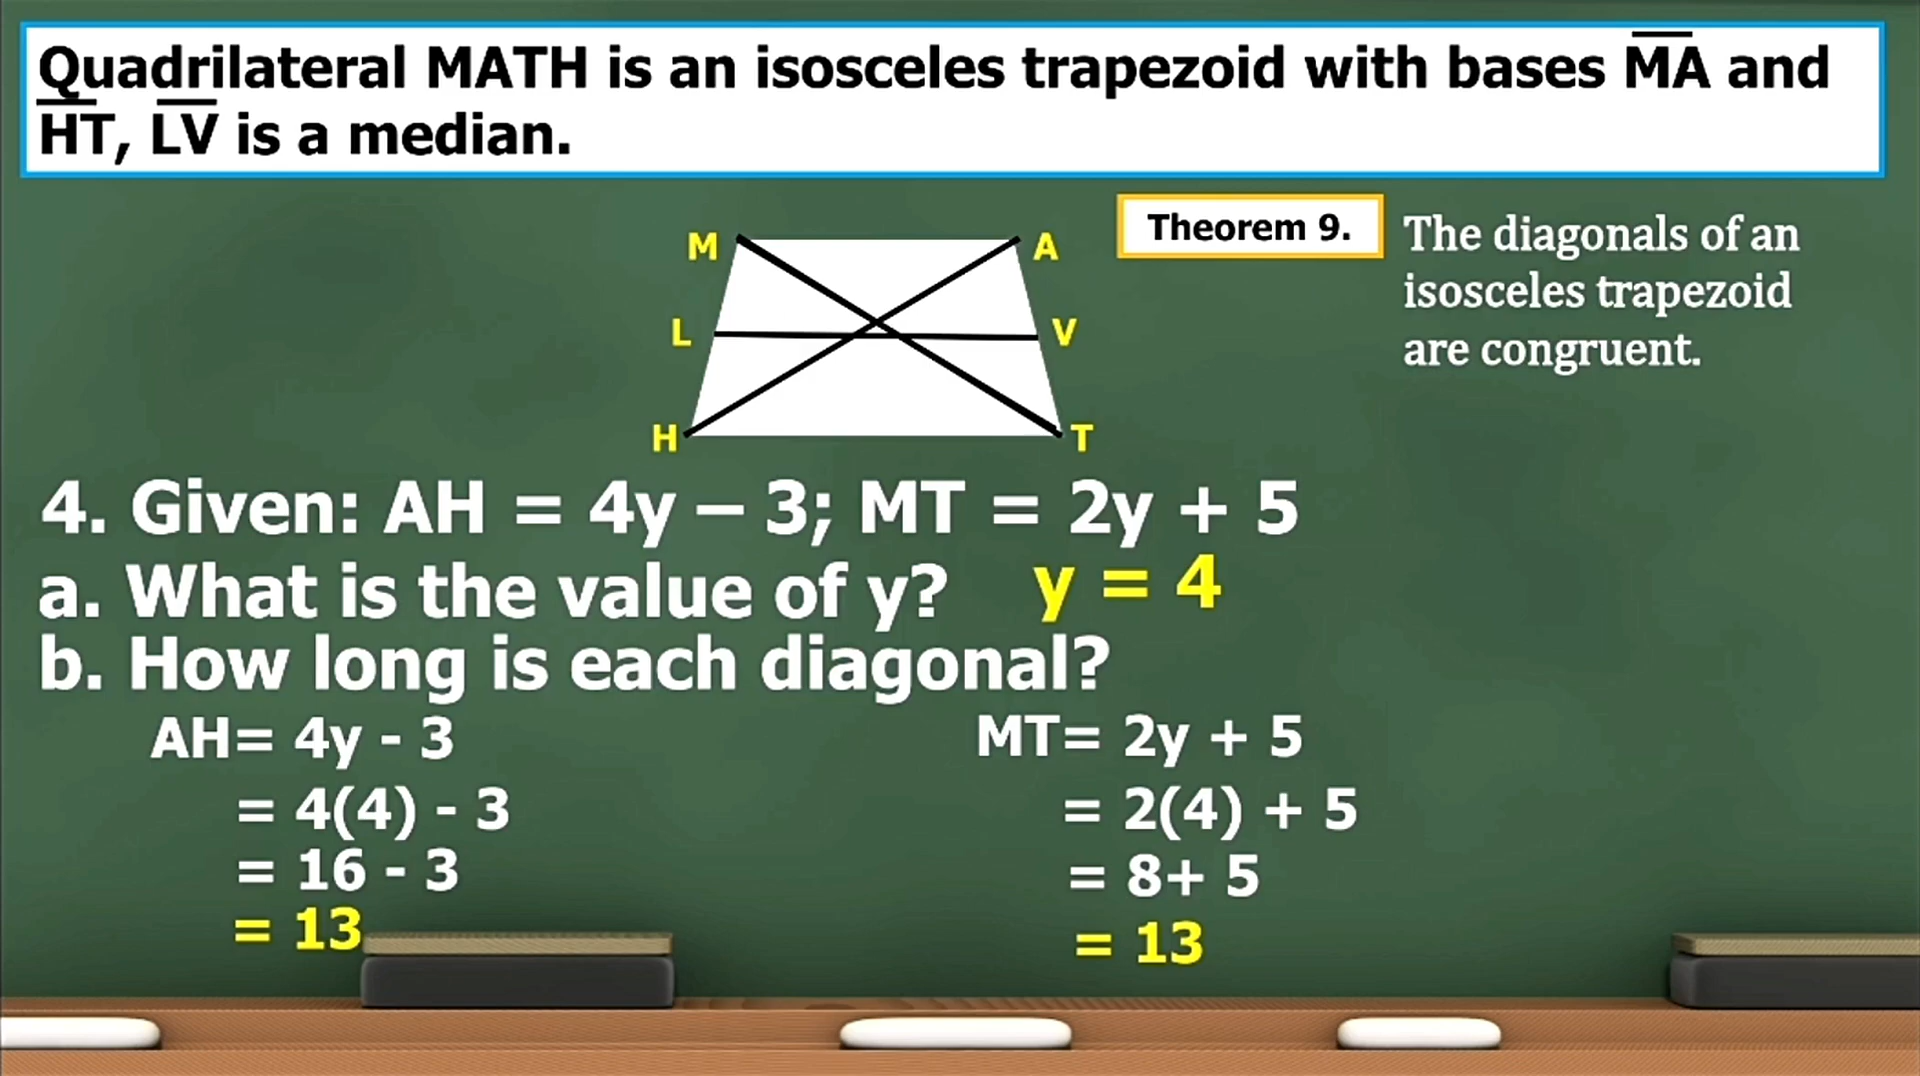 Quadrilateral MATH is an isosceles trapezoid with bases M̅A̅ and
H̅T̅, L̅V̅ is a median.
Theorem 9.
The diagonals of an
isosceles trapezoid
are congruent.
M
A
L
V
H
T
4. Given: AH = 4y – 3; MT = 2y + 5
a. What is the value of y? y = 4
b. How long is each diagonal?
AH= 4y - 3
= 4(4) - 3
= 16 - 3
= 13
MT= 2y + 5
= 2(4) + 5
= 8+ 5
= 13